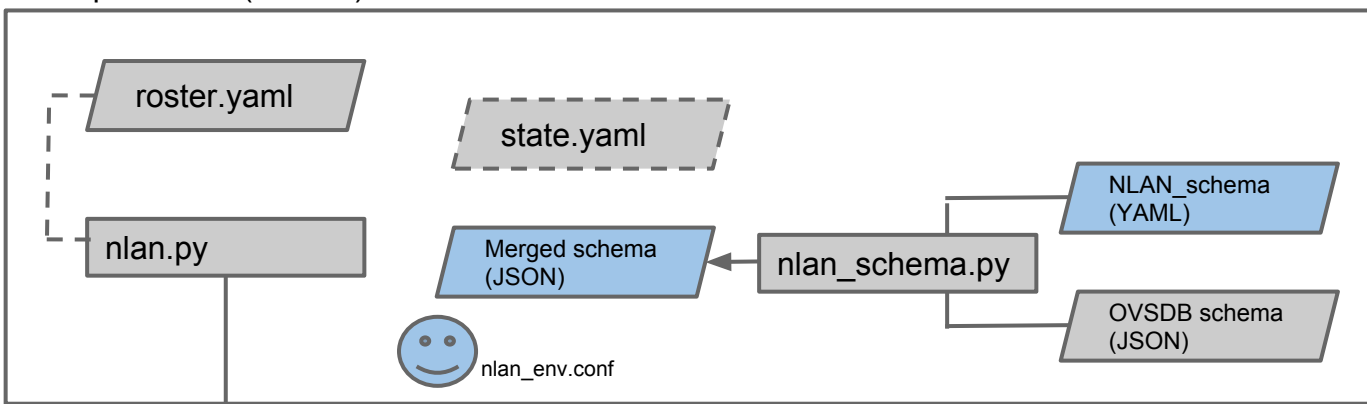 roster.yaml
state.yaml
NLAN_schema
(YAML)
nlan.py
Merged schema
(JSON)
nlan_schema.py
OVSDB schema
(JSON)
nlan_env.conf